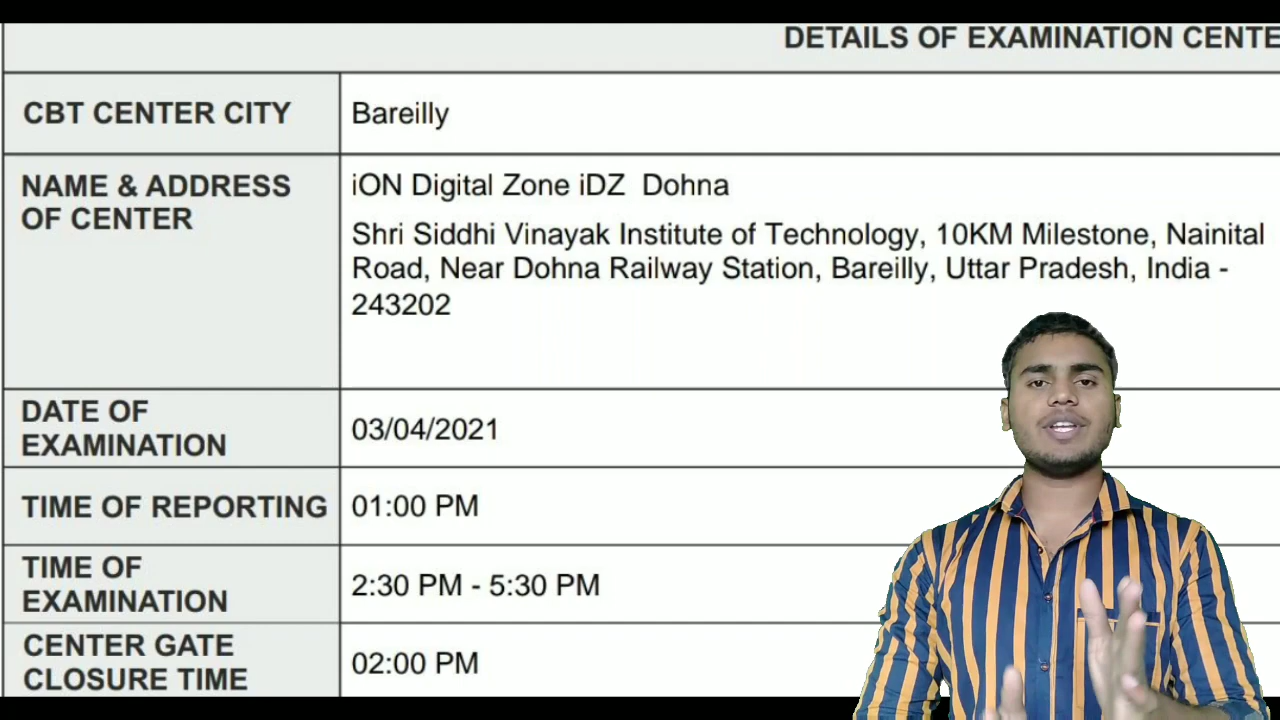 DETAILS OF EXAMINATION CENTE
CBT CENTER CITY
Bareilly
NAME & ADDRESS
OF CENTER
iON Digital Zone iDZ  Dohna
Shri Siddhi Vinayak Institute of Technology, 10KM Milestone, Nainital
Road, Near Dohna Railway Station, Bareilly, Uttar Pradesh, India -
243202
DATE OF
EXAMINATION
03/04/2021
TIME OF REPORTING
01:00 PM
TIME OF
EXAMINATION
2:30 PM - 5:30 PM
CENTER GATE
CLOSURE TIME
02:00 PM